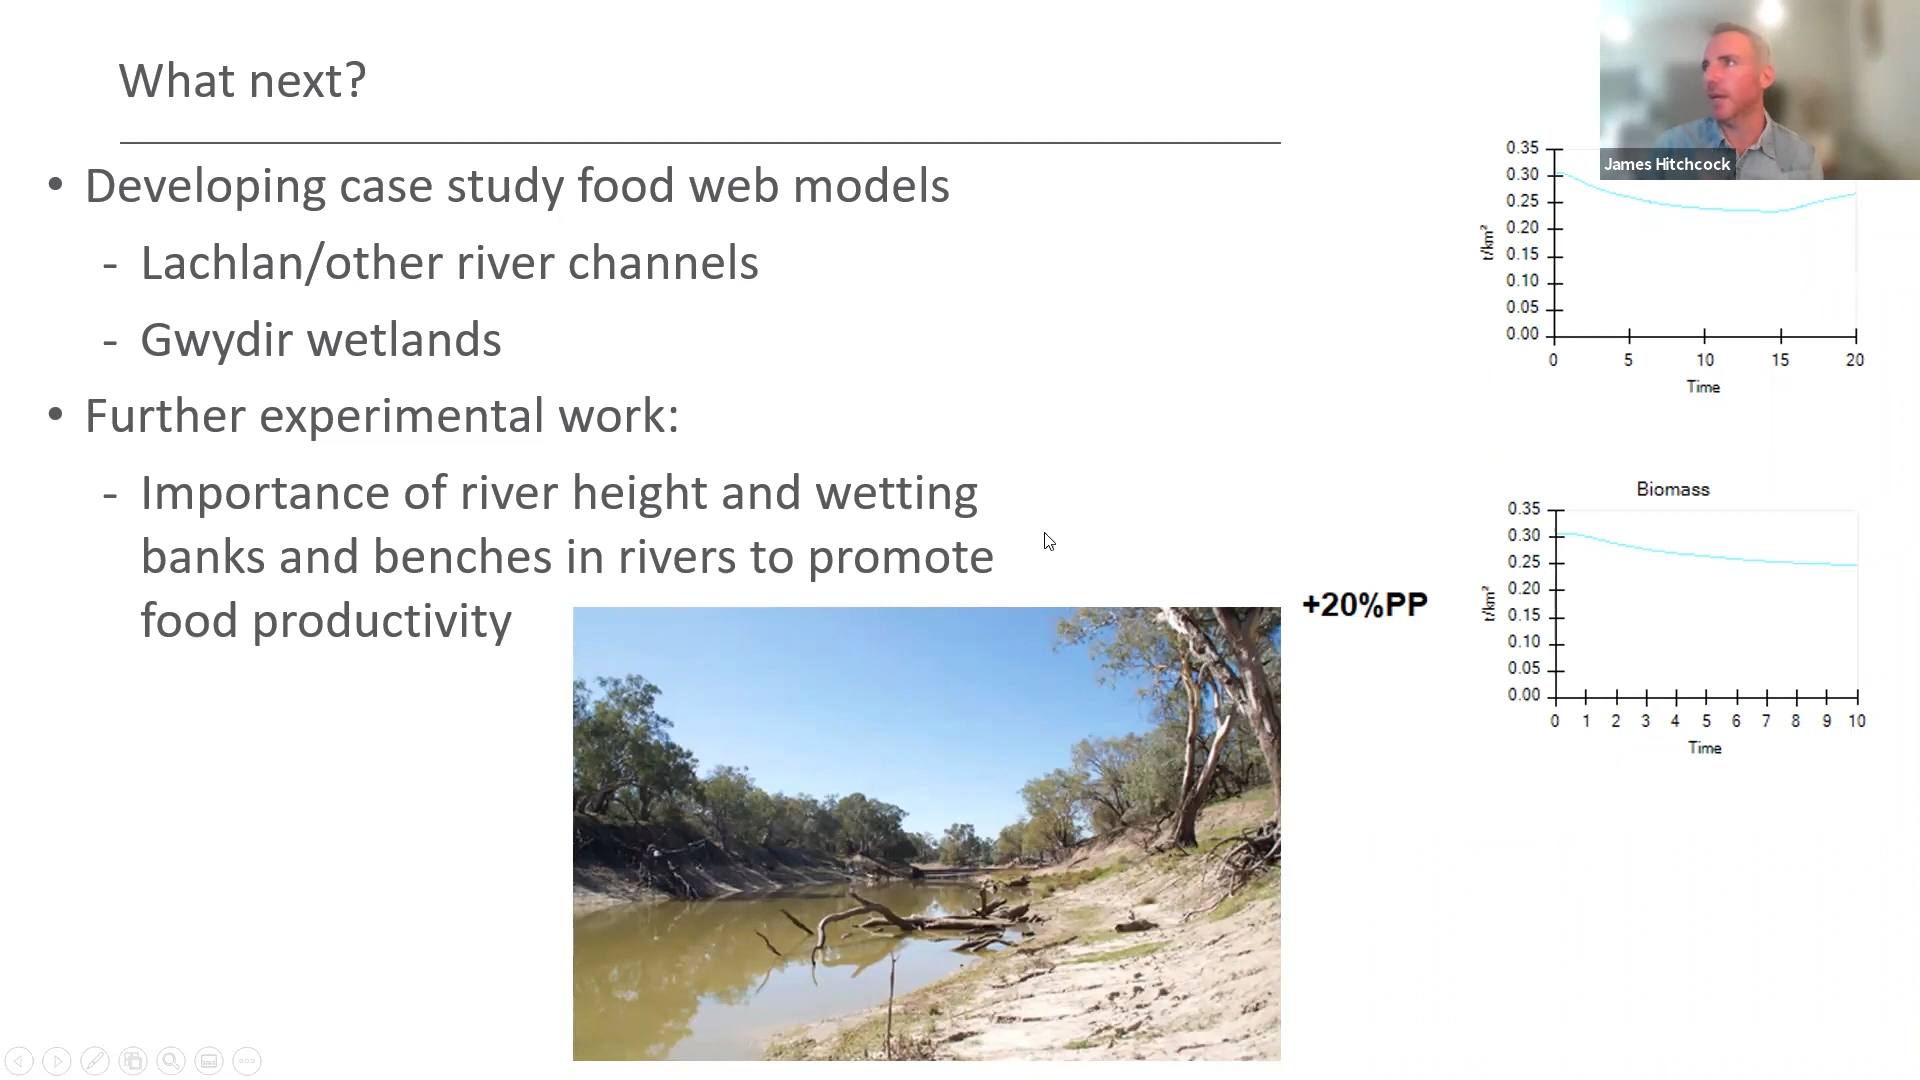 What next?
• Developing case study food web models
- Lachlan/other river channels
- Gwydir wetlands
• Further experimental work:
- Importance of river height and wetting
banks and benches in rivers to promote
food productivity
James Hitchcock
0.35
0.30
0.25
0.20
0.15
0.10
0.05
0.00
t/km²
0 5 10 15 20
Time
+20%PP
Biomass
0.35
0.30
0.25
0.20
0.15
0.10
0.05
0.00
t/km²
0 1 2 3 4 5 6 7 8 9 10
Time